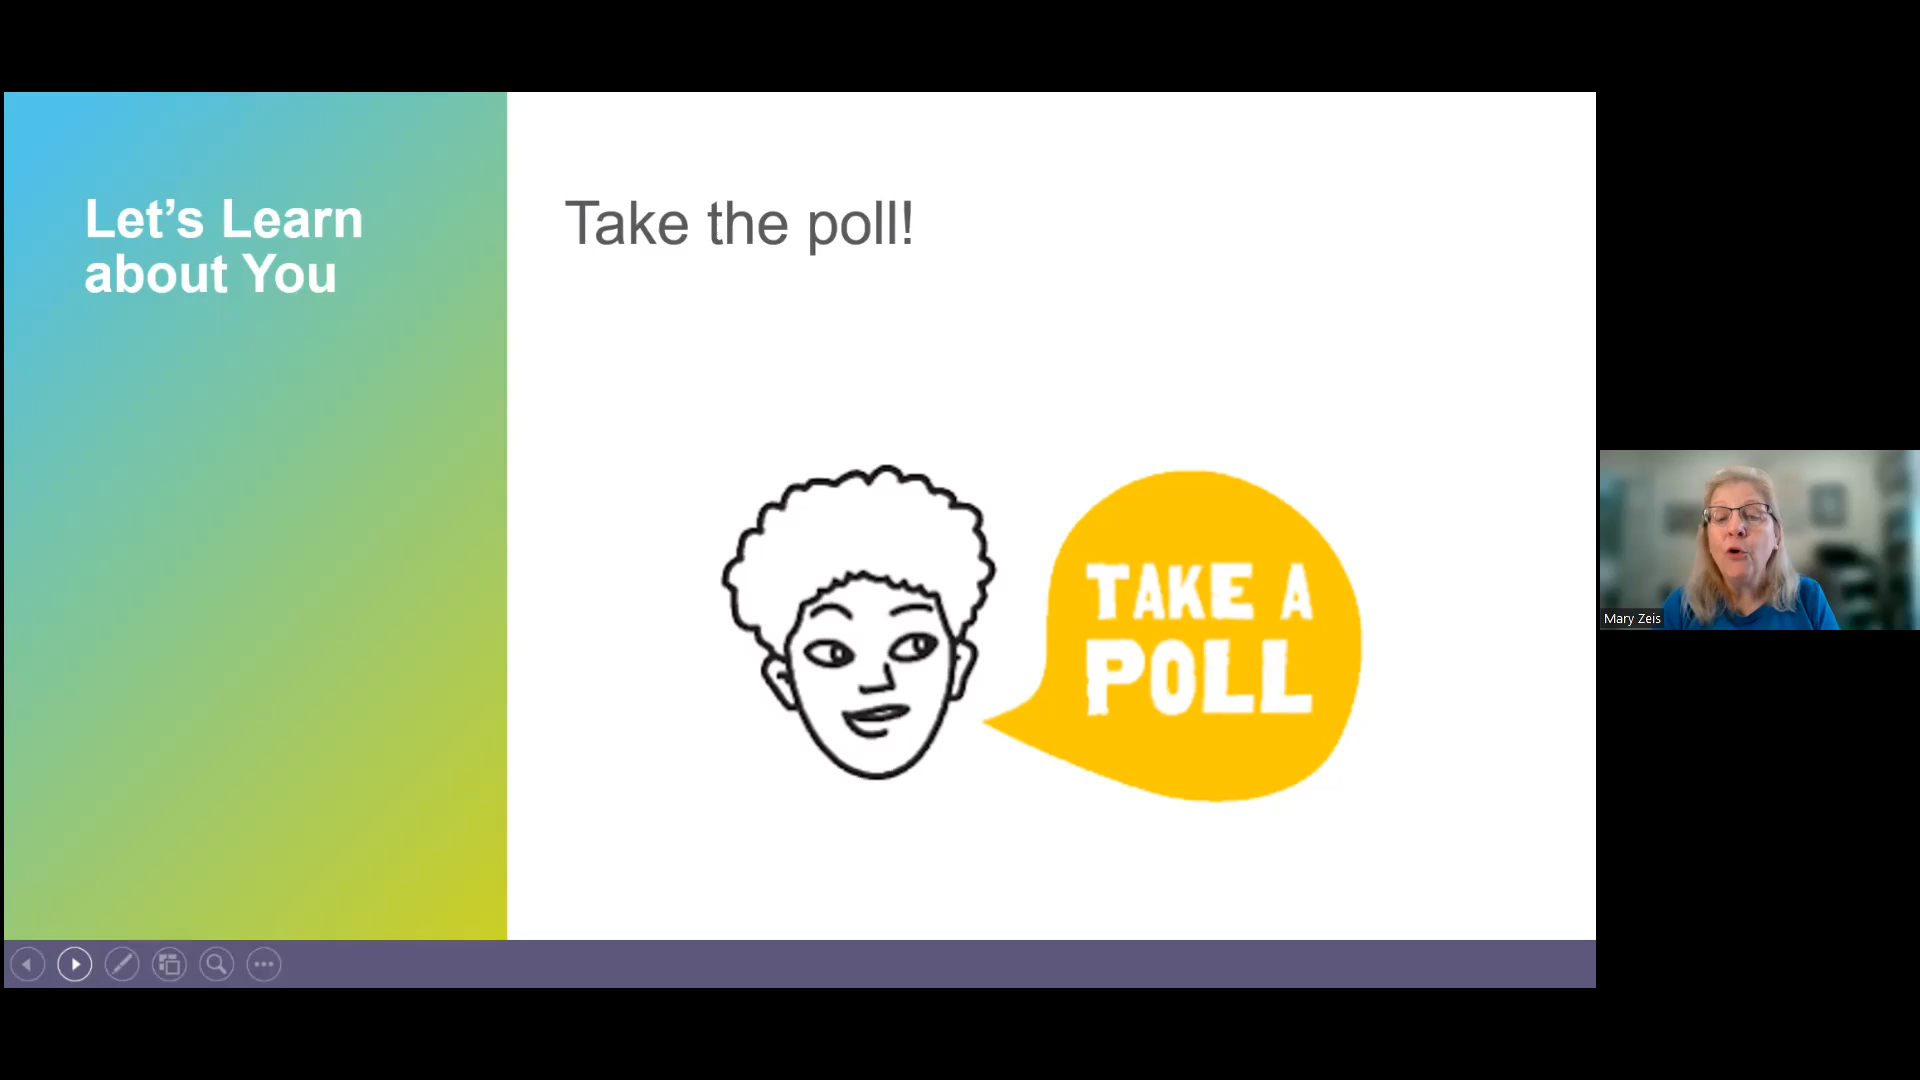 Let’s Learn
about You
Take the poll!
TAKE A
POLL
Mary Zeis